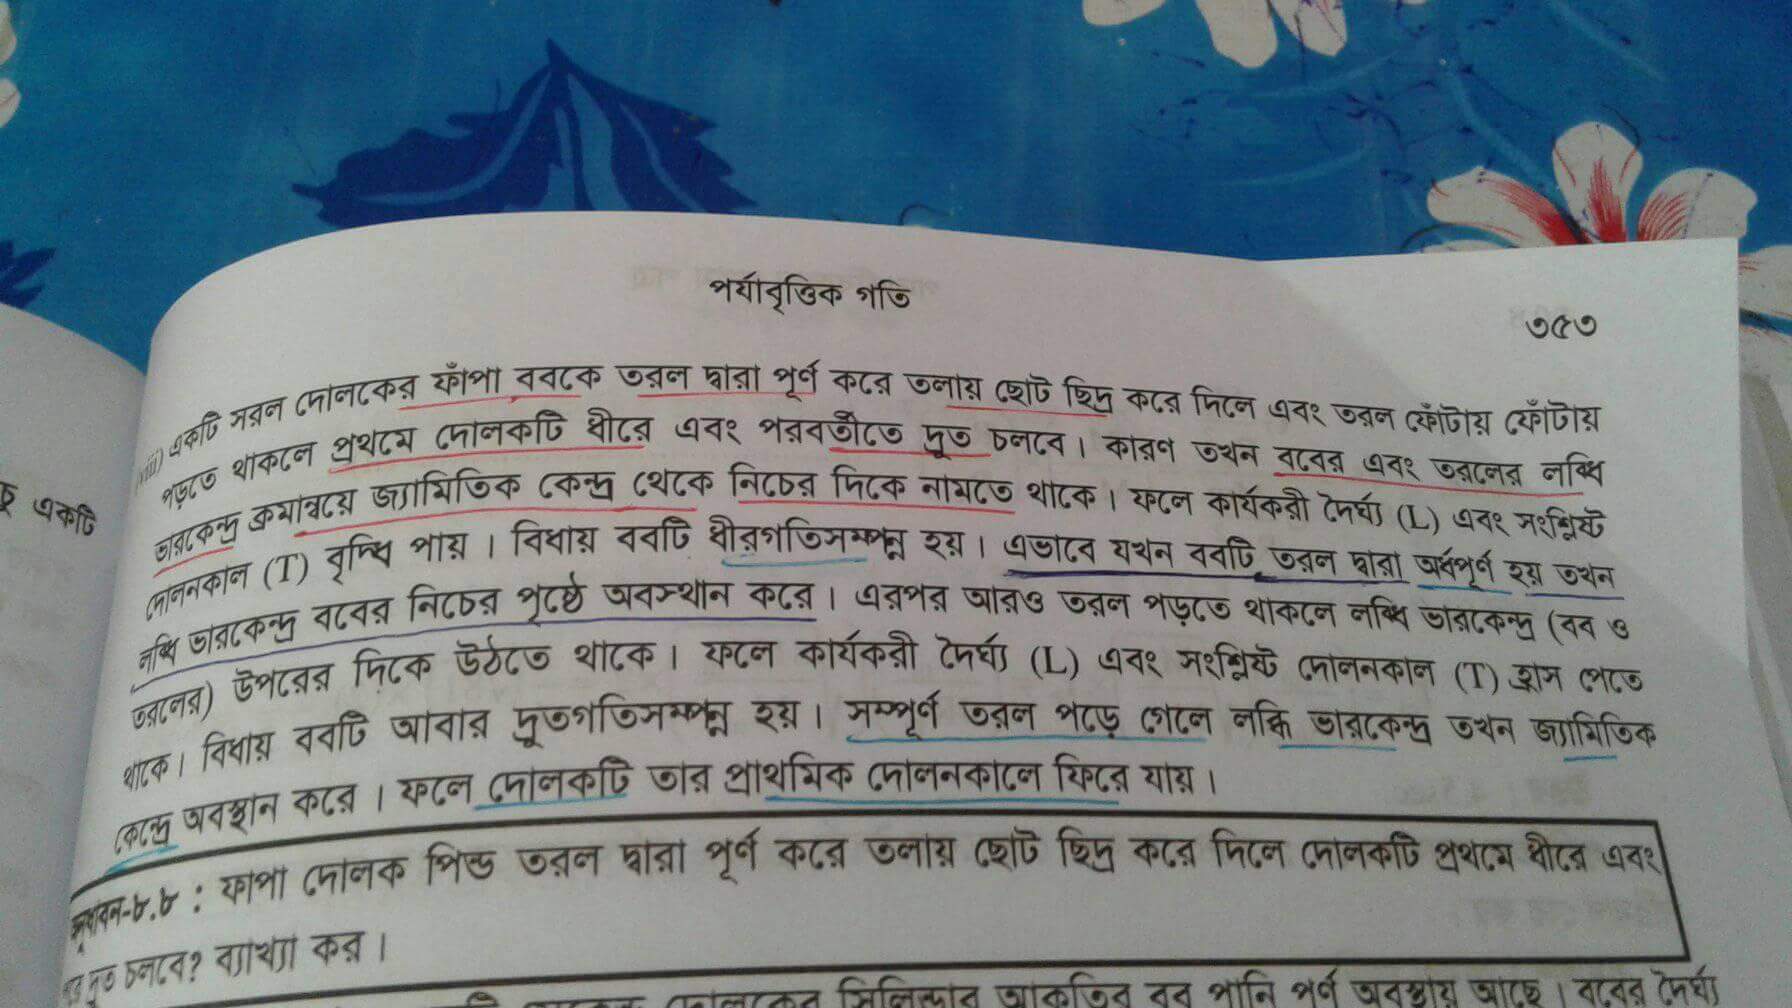 পর্যাবৃত্তিক গতি
৩৫৩
(viii) একটি সরল দোলকের ফাঁপা ববকে তরল দ্বারা পূর্ণ করে তলায় ছোট ছিদ্র করে দিলে এবং তরল ফোঁটায় ফোঁটায়
পড়তে থাকলে প্রথমে দোলকটি ধীরে এবং পরবর্তীতে দ্রুত চলবে। কারণ তখন ববের এবং তরলের লব্ধি
ভারকেন্দ্র ক্রমান্বয়ে জ্যামিতিক কেন্দ্র থেকে নিচের দিকে নামতে থাকে। ফলে কার্যকরী দৈর্ঘ্য (L) এবং সংশ্লিষ্ট
দোলনকাল (T) বৃদ্ধি পায়। বিধায় ববটি ধীরগতিসম্পন্ন হয়। এভাবে যখন ববটি তরল দ্বারা অর্ধপূর্ণ হয় তখন
লব্ধি ভারকেন্দ্র ববের নিচের পৃষ্ঠে অবস্থান করে। এরপর আরও তরল পড়তে থাকলে লব্ধি ভারকেন্দ্র (বব ও
তরলের) উপরের দিকে উঠতে থাকে। ফলে কার্যকরী দৈর্ঘ্য (L) এবং সংশ্লিষ্ট দোলনকাল (T) হ্রাস পেতে
থাকে। বিধায় ববটি আবার দ্রুতগতিসম্পন্ন হয়। সম্পূর্ণ তরল পড়ে গেলে লব্ধি ভারকেন্দ্র তখন জ্যামিতিক
কেন্দ্রে অবস্থান করে। ফলে দোলকটি তার প্রাথমিক দোলনকালে ফিরে যায়।
৮.৮ : ফাপা দোলক পিন্ড তরল দ্বারা পূর্ণ করে তলায় ছোট ছিদ্র করে দিলে দোলকটি প্রথমে ধীরে এবং
দ্রুত চলবে? ব্যাখ্যা কর।
দোলকের সিলিন্ডার আকৃতির বব পানি পূর্ণ অবস্থায় আছে। ববের দৈর্ঘ্য
একটি